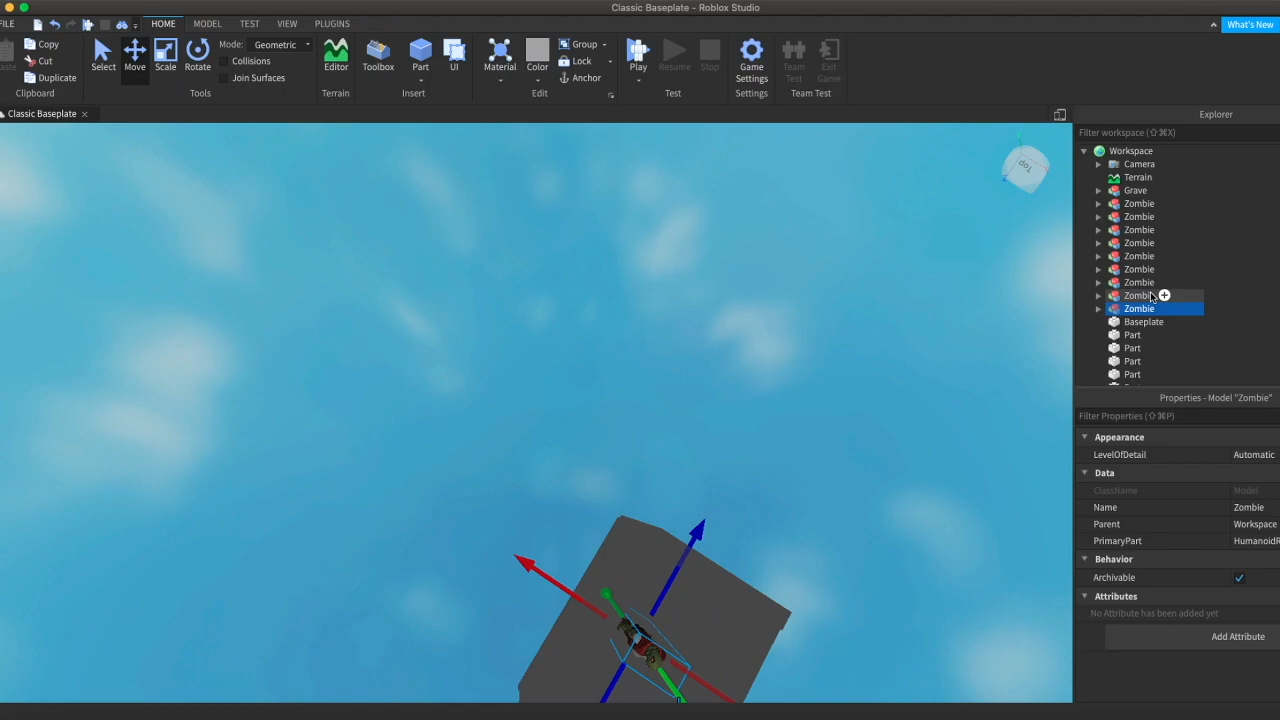 Classic Baseplate - Roblox Studio
FILE HOME MODEL TEST VIEW PLUGINS What's New
Copy
Cut
Duplicate
Clipboard
Select Move Scale Rotate
Mode: Geometric
Collisions
Join Surfaces
Tools
Editor
Terrain
Toolbox Part UI
Insert
Material Color
Group
Lock
Anchor
Edit
Play Resume Stop
Test
Game Settings
Settings
Team Test Exit Game
Team Test
Classic Baseplate
Top
Explorer
Filter workspace (⇧⌘X)
Workspace
Camera
Terrain
Grave
Zombie
Zombie
Zombie
Zombie
Zombie
Zombie
Zombie
Zombie
Baseplate
Part
Part
Part
Part
Properties - Model "Zombie"
Filter Properties (⇧⌘P)
Appearance
LevelOfDetail Automatic
Data
ClassName Model
Name Zombie
Parent Workspace
PrimaryPart HumanoidR
Behavior
Archivable
Attributes
No Attribute has been added yet
Add Attribute